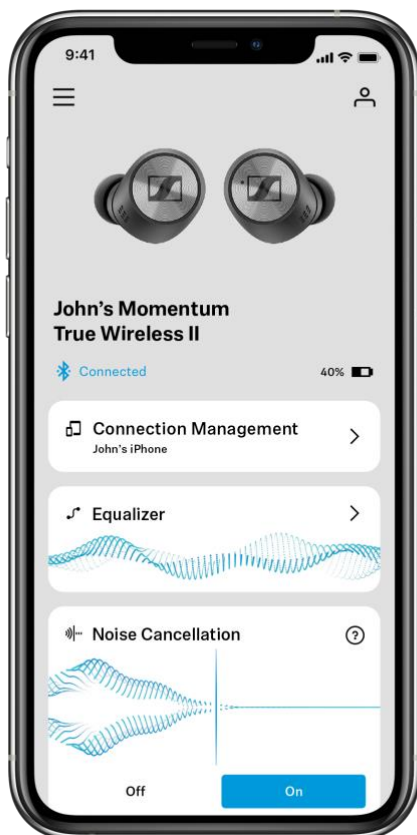 9:41
John's Momentum
True Wireless II
Connected
40%
Connection Management
John's iPhone
Equalizer
Noise Cancellation
Off
On